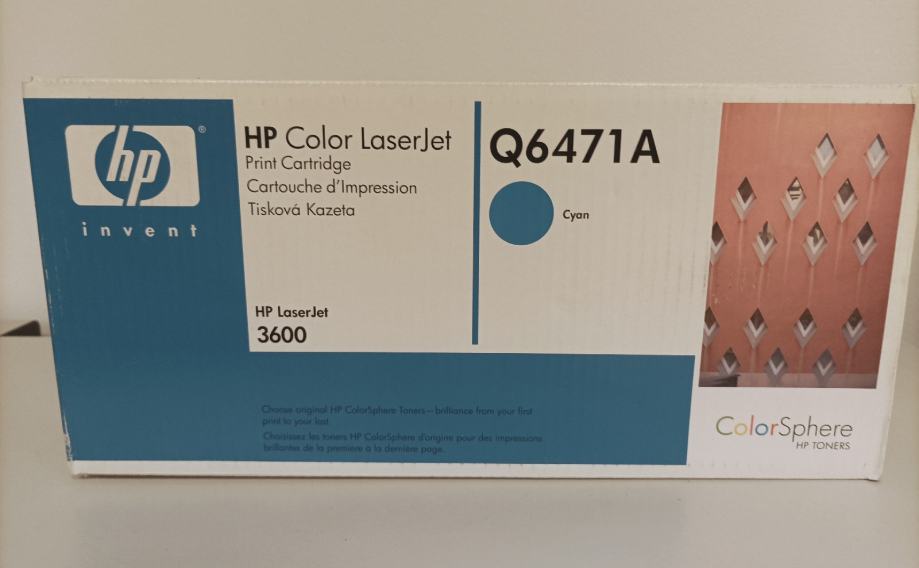 hp
®
invent
HP Color LaserJet
Print Cartridge
Cartouche d'Impression
Tisková Kazeta
HP LaserJet
3600
Q6471A
Cyan
Choose original HP ColorSphere Toners—brilliance from your first
print to your last.
Choisissez les toners HP ColorSphere d'origine pour des impressions
brillantes de la premiere a la dernière page.
ColorSphere
HP TONERS